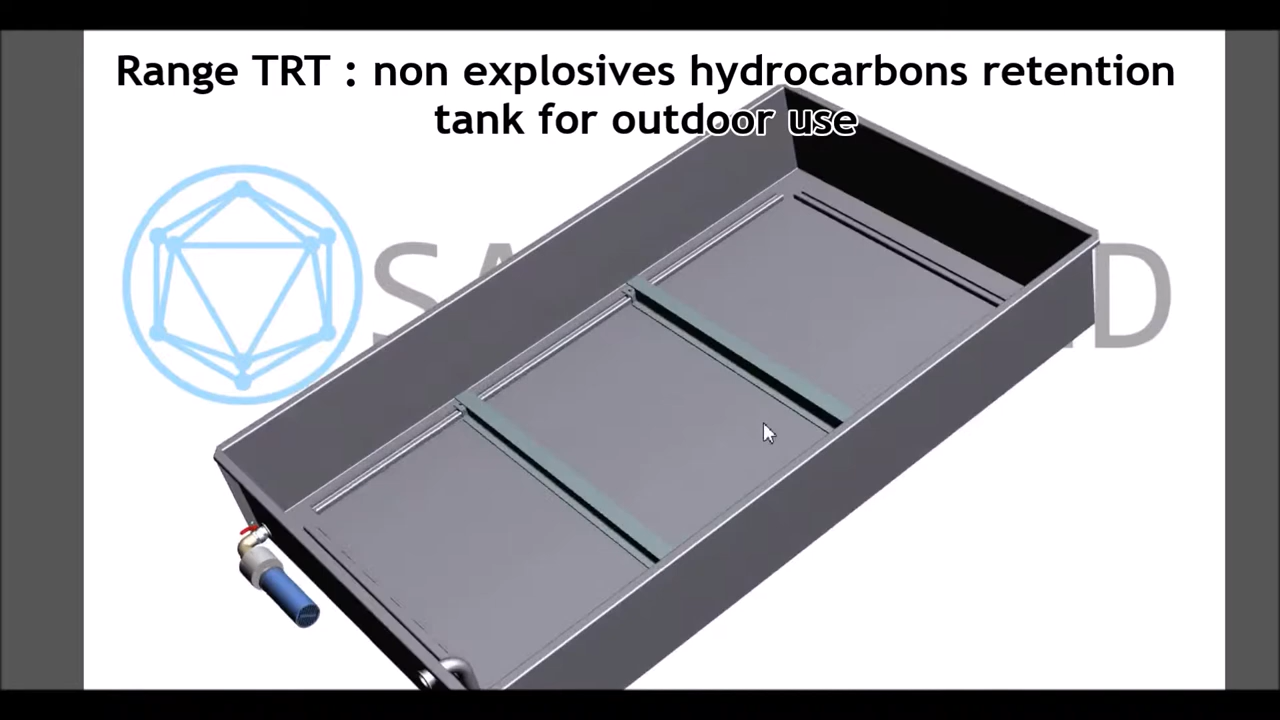 Range TRT : non explosives hydrocarbons retention
tank for outdoor use